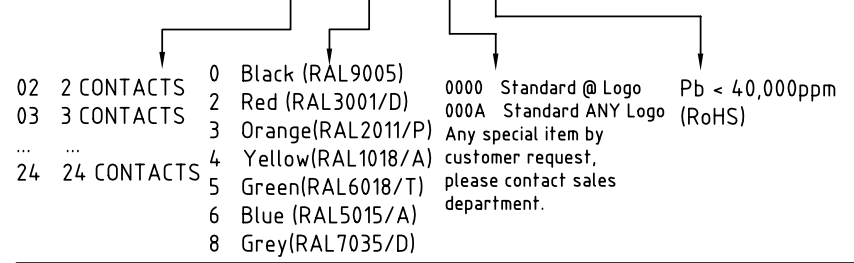 02 2 CONTACTS
03 3 CONTACTS
... ...
24 24 CONTACTS
0 Black (RAL9005)
2 Red (RAL3001/D)
3 Orange(RAL2011/P)
4 Yellow(RAL1018/A)
5 Green(RAL6018/T)
6 Blue (RAL5015/A)
8 Grey(RAL7035/D)
0000 Standard @ Logo
000A Standard ANY Logo
Any special item by
customer request,
please contact sales
department.
Pb < 40,000ppm
(RoHS)